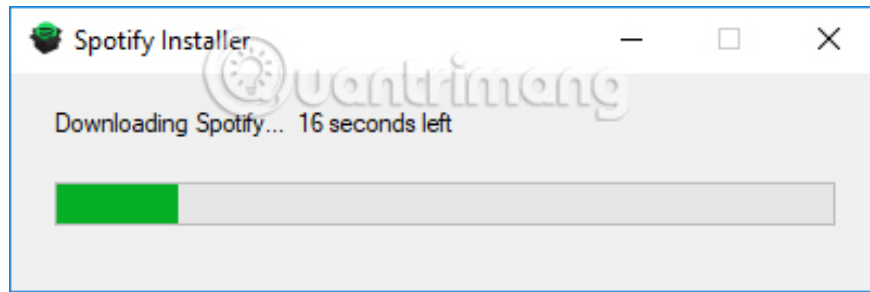 Spotify Installer
Quantrimang
Downloading Spotify... 16 seconds left